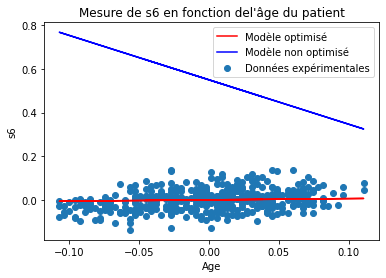 Mesure de s6 en fonction del'âge du patient
Modèle optimisé
Modèle non optimisé
Données expérimentales
s6
0.8
0.6
0.4
0.2
0.0
−0.10
−0.05
0.00
0.05
0.10
Age